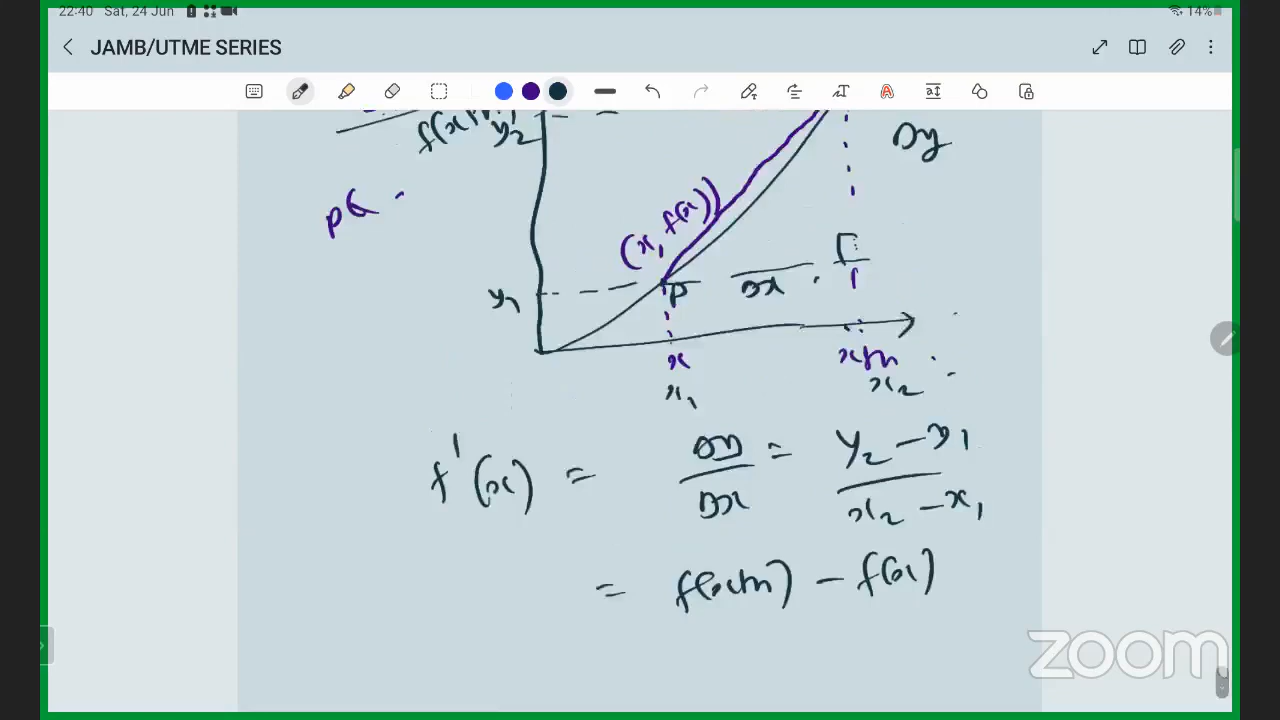 22:40 Sat, 24 Jun 14%
JAMB/UTME SERIES
y2
Δy
PQ -
(x, f(x))
y1
P
Δx
x
x+h
x1
x2
f'(x) = Δy/Δx = y2 - y1 / x2 - x1
= f(x+h) - f(x)
zoom